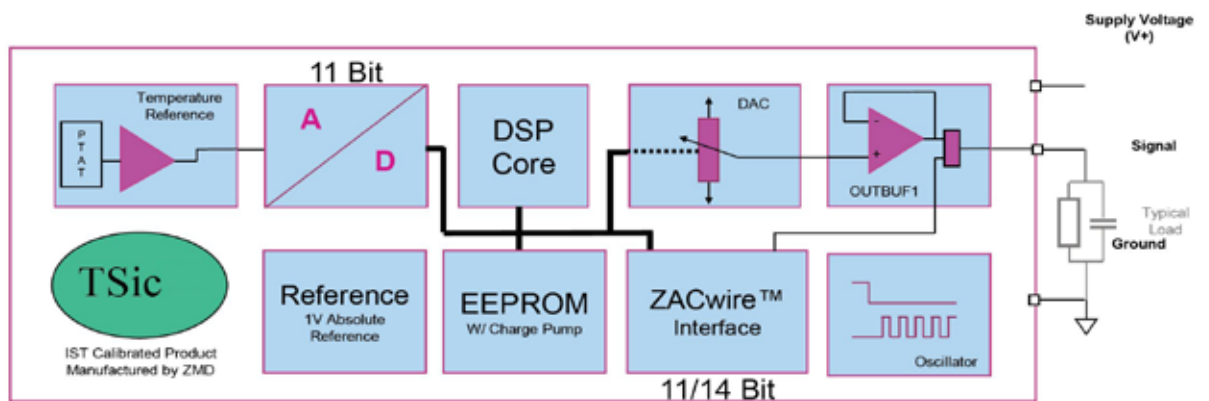 Supply Voltage
(V+)
11 Bit
Temperature
Reference
P
T
A
T
A
D
DSP
Core
DAC
-
+
OUTBUF1
Signal
Typical
Load
Ground
TSic
IST Calibrated Product
Manufactured by ZMD
Reference
1V Absolute
Reference
EEPROM
W/ Charge Pump
ZACwire™
Interface
Oscillator
11/14 Bit